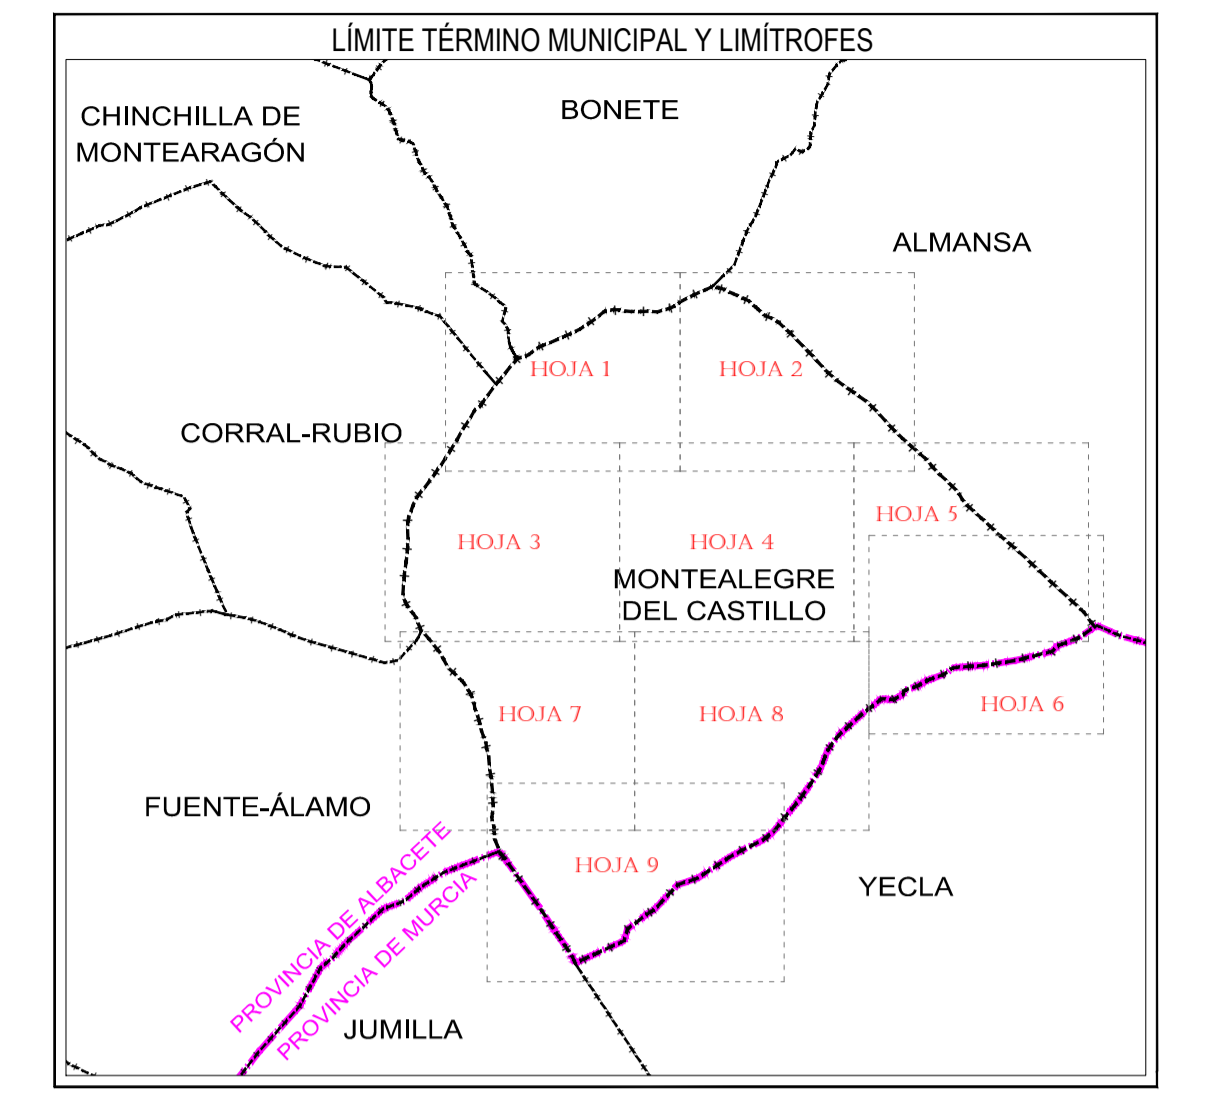 LÍMITE TÉRMINO MUNICIPAL Y LIMÍTROFES
CHINCHILLA DE
MONTEARAGÓN
BONETE
ALMANSA
HOJA 1
HOJA 2
CORRAL-RUBIO
HOJA 3
HOJA 4
HOJA 5
MONTEALEGRE
DEL CASTILLO
HOJA 6
HOJA 7
HOJA 8
FUENTE-ÁLAMO
HOJA 9
YECLA
PROVINCIA DE ALBACETE
PROVINCIA DE MURCIA
JUMILLA